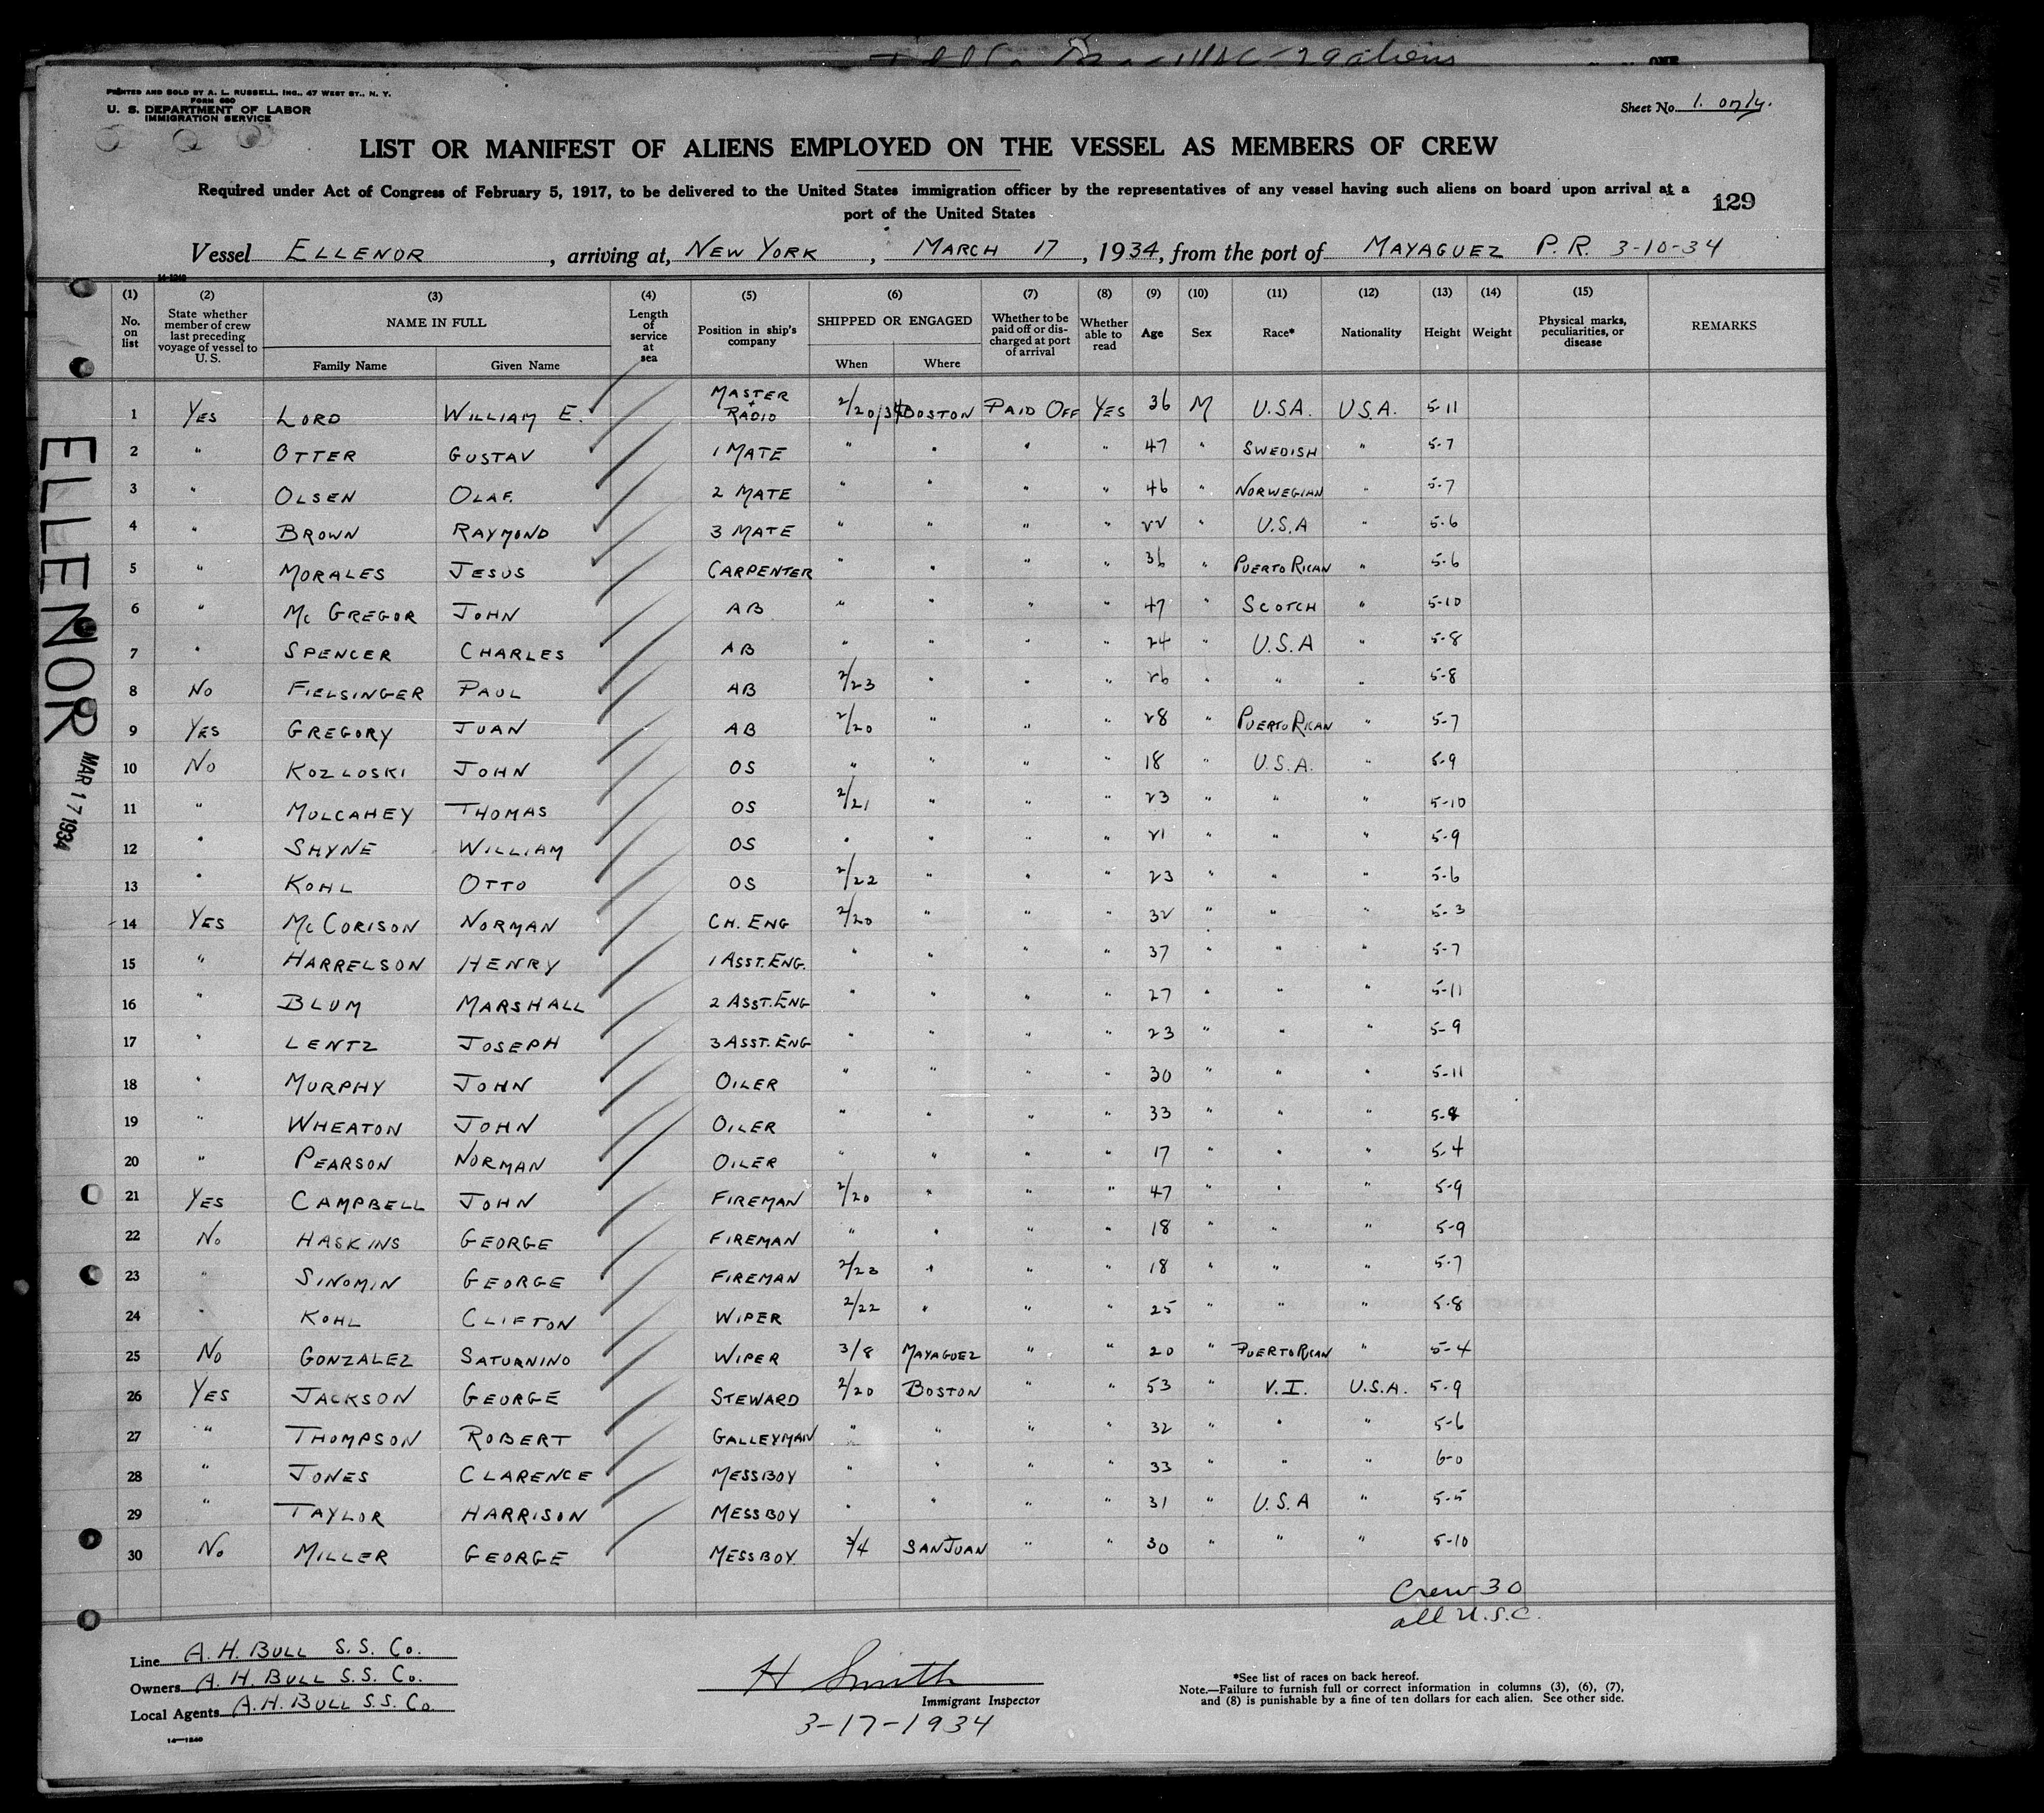 PRINTED AND SOLD BY A. L. RUSSELL, INC., 47 WEST ST., N. Y.
FORM 680
U. S. DEPARTMENT OF LABOR
IMMIGRATION SERVICE
Sheet No. 1. only.
LIST OR MANIFEST OF ALIENS EMPLOYED ON THE VESSEL AS MEMBERS OF CREW
Required under Act of Congress of February 5, 1917, to be delivered to the United States immigration officer by the representatives of any vessel having such aliens on board upon arrival at a
port of the United States
129
Vessel ELLENOR, arriving at, NEW YORK, MARCH 17, 1934, from the port of MAYAGUEZ P.R. 3-10-34
14-1240
(1) (2) (3) (4) (5) (6) (7) (8) (9) (10) (11) (12) (13) (14) (15)
No. on list State whether member of crew last preceding voyage of vessel to U. S. NAME IN FULL Length of service at sea Position in ship's company SHIPPED OR ENGAGED Whether to be paid off or discharged at port of arrival Whether able to read Age Sex Race* Nationality Height Weight Physical marks, peculiarities, or disease REMARKS
Family Name Given Name When Where
1 YES LORD WILLIAM E. MASTER + RADIO 2/20/34 BOSTON PAID OFF YES 36 M U.S.A. U.S.A. 5-11
2 " OTTER GUSTAV 1 MATE " " " " 47 " SWEDISH " 5-7
3 " OLSEN OLAF. 2 MATE " " " " 46 " NORWEGIAN " 5-7
4 " BROWN RAYMOND 3 MATE " " " " 22 " U.S.A " 5-6
5 " MORALES JESUS CARPENTER " " " " 36 " PUERTO RICAN " 5-6
6 " MC GREGOR JOHN AB " " " " 47 " SCOTCH " 5-10
7 " SPENCER CHARLES AB " " " " 24 " U.S.A " 5-8
8 NO FIELSINGER PAUL AB 2/23 " " " 26 " " " 5-8
9 YES GREGORY JUAN AB 2/20 " " " 28 " PUERTO RICAN " 5-7
10 NO KOZLOSKI JOHN OS " " " " 18 " U.S.A. " 5-9
11 " MULCAHEY THOMAS OS 2/21 " " " 23 " " " 5-10
12 " SHYNE WILLIAM OS " " " " 21 " " " 5-9
13 " KOHL OTTO OS 2/22 " " " 23 " " " 5-6
14 YES MC CORISON NORMAN CH. ENG 2/20 " " " 32 " " " 5-3
15 " HARRELSON HENRY 1 ASST. ENG. " " " " 37 " " " 5-7
16 " BLUM MARSHALL 2 ASST. ENG " " " " 27 " " " 5-11
17 " LENTZ JOSEPH 3 ASST. ENG " " " " 23 " " " 5-9
18 " MURPHY JOHN OILER " " " " 30 " " " 5-11
19 " WHEATON JOHN OILER " " " " 33 " " " 5-8
20 " PEARSON NORMAN OILER " " " " 17 " " " 5-4
21 YES CAMPBELL JOHN FIREMAN 2/20 " " " 47 " " " 5-9
22 NO HASKINS GEORGE FIREMAN " " " " 18 " " " 5-9
23 " SINOMIN GEORGE FIREMAN 2/23 " " " 18 " " " 5-7
24 " KOHL CLIFTON WIPER 2/22 " " " 25 " " " 5-8
25 NO GONZALEZ SATURNINO WIPER 3/8 MAYAGUEZ " " 20 " PUERTO RICAN " 5-4
26 YES JACKSON GEORGE STEWARD 2/20 BOSTON " " 53 " V.I. U.S.A. 5-9
27 " THOMPSON ROBERT GALLEYMAN " " " " 32 " " " 5-6
28 " JONES CLARENCE MESSBOY " " " " 33 " " " 6-0
29 " TAYLOR HARRISON MESSBOY " " " " 31 " U.S.A " 5-5
30 NO MILLER GEORGE MESSBOY. 3/4 SAN JUAN " " 30 " " " 5-10
ELLENOR
MAR 17 1934
Crew 30
all U.S.C.
Line A. H. BULL S. S. Co.
Owners A. H. BULL S. S. Co.
Local Agents A. H. BULL S. S. Co.
14-1240
H Smith
Immigrant Inspector
3-17-1934
*See list of races on back hereof.
Note.—Failure to furnish full or correct information in columns (3), (6), (7),
and (8) is punishable by a fine of ten dollars for each alien. See other side.